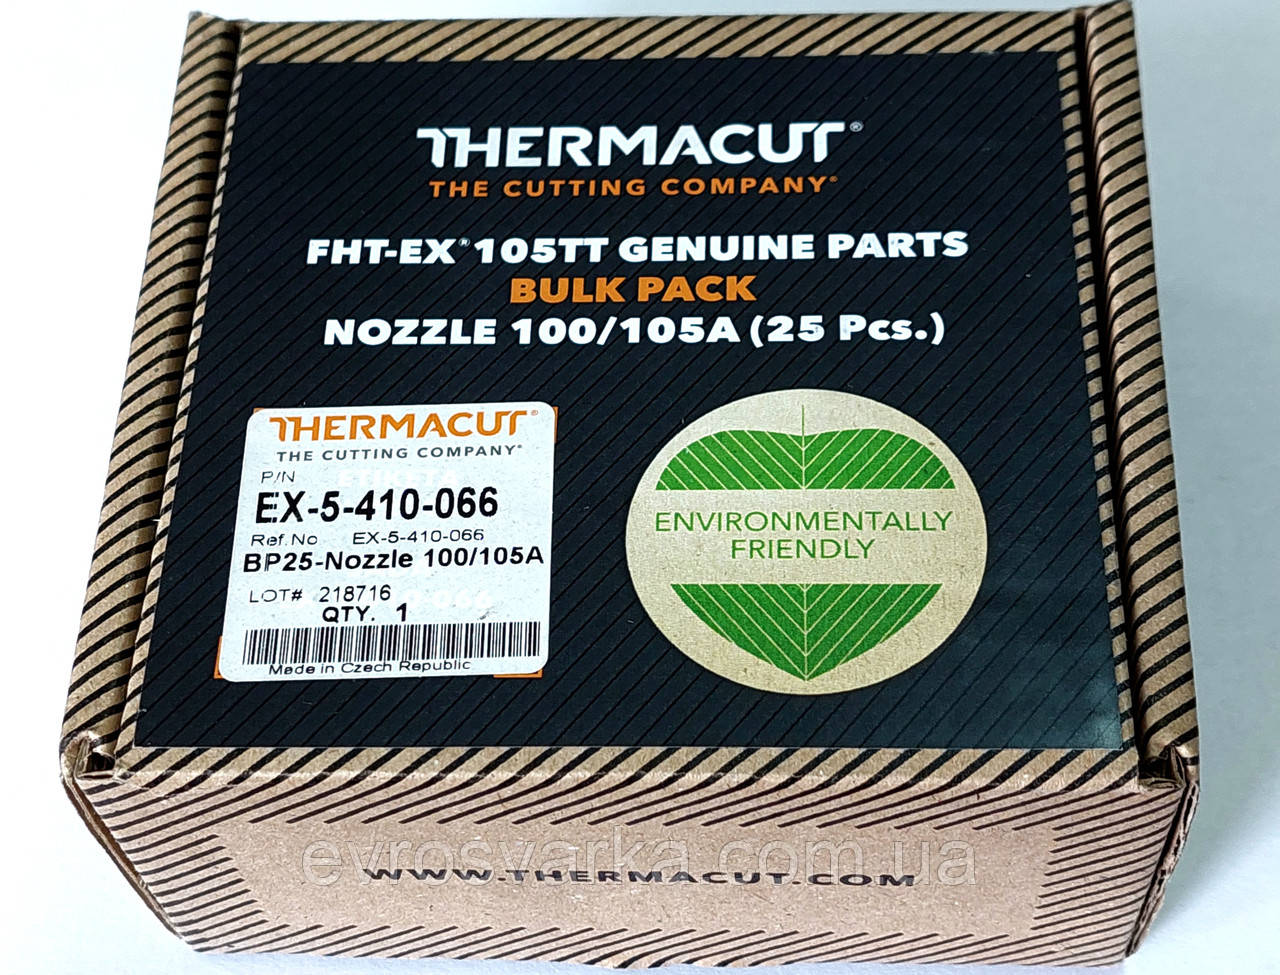 THERMACUT®
THE CUTTING COMPANY®
FHT-EX® 105TT GENUINE PARTS
BULK PACK
NOZZLE 100/105A (25 Pcs.)
THERMACUT®
THE CUTTING COMPANY®
P/N
EX-5-410-066
Ref.No EX-5-410-066
BP25-Nozzle 100/105A
LOT# 218716
QTY. 1
Made in Czech Republic
ENVIRONMENTALLY
FRIENDLY
WWW.THERMACUT.COM
evrosvarka.com.ua